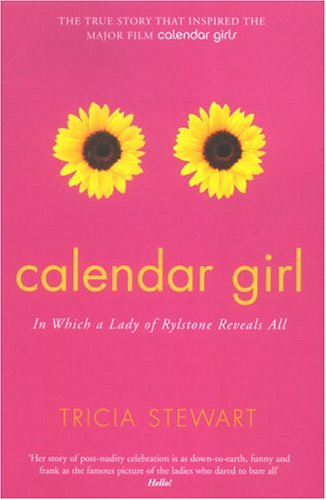 THE TRUE STORY THAT INSPIRED THE
MAJOR FILM calendar girls
calendar girl
In Which a Lady of Rylstone Reveals All
TRICIA STEWART
'Her story of post-nudity celebration is as down-to-earth, funny and
frank as the famous picture of the ladies who dared to bare all'
Hello!